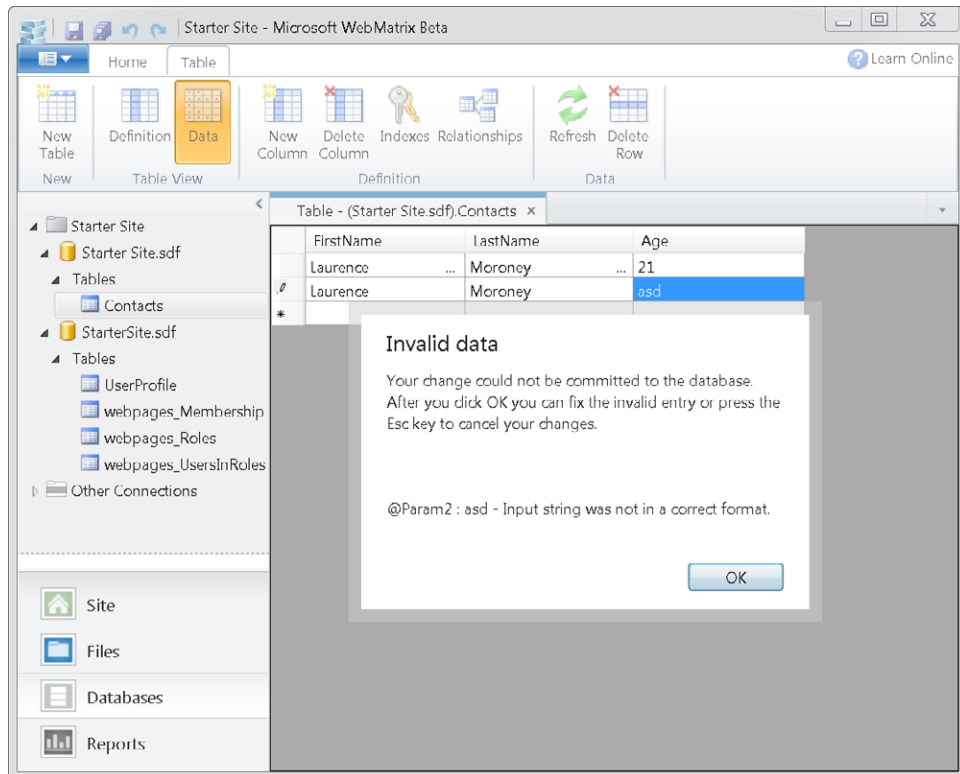 Starter Site - Microsoft WebMatrix Beta
Home
Table
Learn Online
New Table
Definition
Data
New Column
Delete Column
Indexes
Relationships
Refresh
Delete Row
New
Table View
Definition
Data
Table - (Starter Site.sdf).Contacts ×
Starter Site
Starter Site.sdf
Tables
Contacts
StarterSite.sdf
Tables
UserProfile
webpages_Membership
webpages_Roles
webpages_UsersInRoles
Other Connections
FirstName LastName Age
Laurence ... Moroney ... 21
Laurence Moroney asd
Invalid data
Your change could not be committed to the database.
After you click OK you can fix the invalid entry or press the
Esc key to cancel your changes.
@Param2 : asd - Input string was not in a correct format.
OK
Site
Files
Databases
Reports